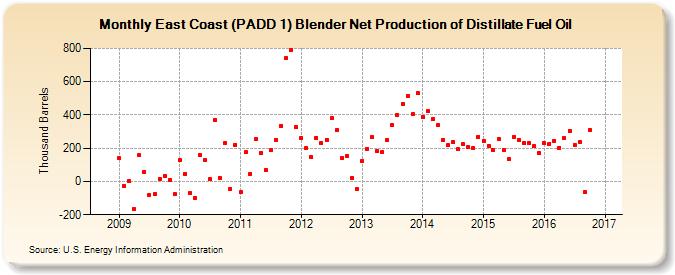 Monthly East Coast (PADD 1) Blender Net Production of Distillate Fuel Oil
Thousand Barrels
800
600
400
200
0
-200
2009 2010 2011 2012 2013 2014 2015 2016 2017
Source: U.S. Energy Information Administration